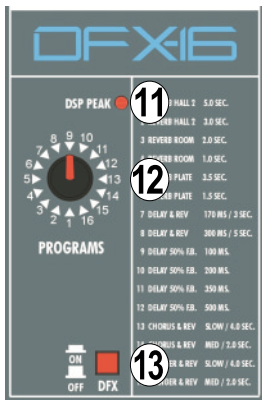 DFX-16
DSP PEAK
11
HALL 2 5.0 SEC.
HALL 2 3.0 SEC.
3 REVERB ROOM 2.0 SEC.
REVERB ROOM 1.0 SEC.
12
PLATE 3.5 SEC.
PLATE 1.5 SEC.
7 DELAY & REV 170 MS / 3 SEC.
8 DELAY & REV 300 MS / 5 SEC.
9 DELAY 50% F.B. 100 MS.
10 DELAY 50% F.B. 200 MS.
11 DELAY 50% F.B. 350 MS.
12 DELAY 50% F.B. 500 MS.
13 CHORUS & REV SLOW / 4.0 SEC.
CHORUS & REV MED / 2.0 SEC.
13
& REV SLOW / 4.0 SEC.
& REV MED / 2.0 SEC.
1 2 3 4 5 6 7 8 9 10 11 12 13 14 15 16
PROGRAMS
ON
OFF DFX